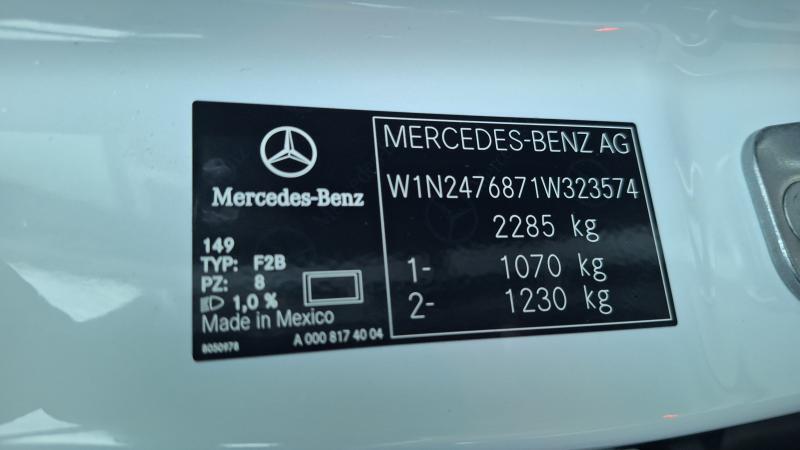 Mercedes-Benz
149
TYP: F2B
PZ: 8
1,0 %
Made in Mexico
8050978
A 000 817 40 04
MERCEDES-BENZ AG
W1N2476871W323574
2285 kg
1- 1070 kg
2- 1230 kg